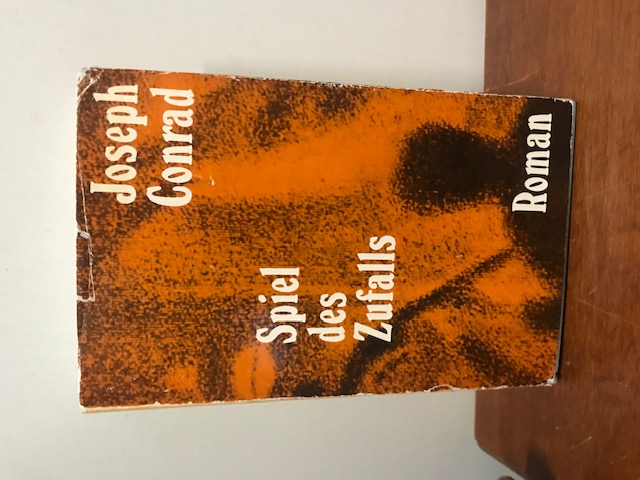 Joseph
Conrad
Spiel
des
Zufalls
Roman